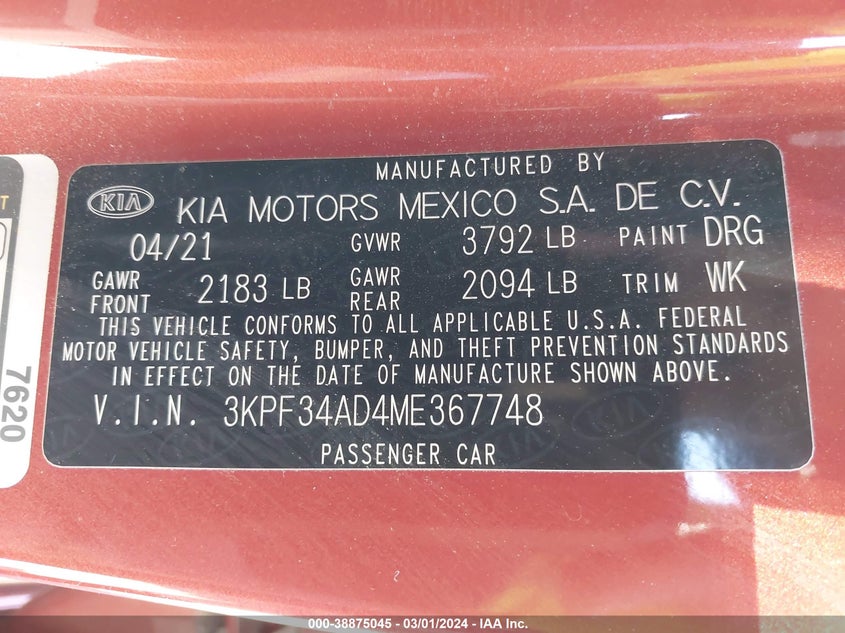 MANUFACTURED BY
KIA KIA MOTORS MEXICO S.A. DE C.V.
04/21 GVWR 3792 LB PAINT DRG
GAWR FRONT 2183 LB GAWR REAR 2094 LB TRIM WK
THIS VEHICLE CONFORMS TO ALL APPLICABLE U.S.A. FEDERAL
MOTOR VEHICLE SAFETY, BUMPER, AND THEFT PREVENTION STANDARDS
IN EFFECT ON THE DATE OF MANUFACTURE SHOWN ABOVE.
V.I.N. 3KPF34AD4ME367748
PASSENGER CAR
7620
000-38875045 - 03/01/2024 - IAA Inc.